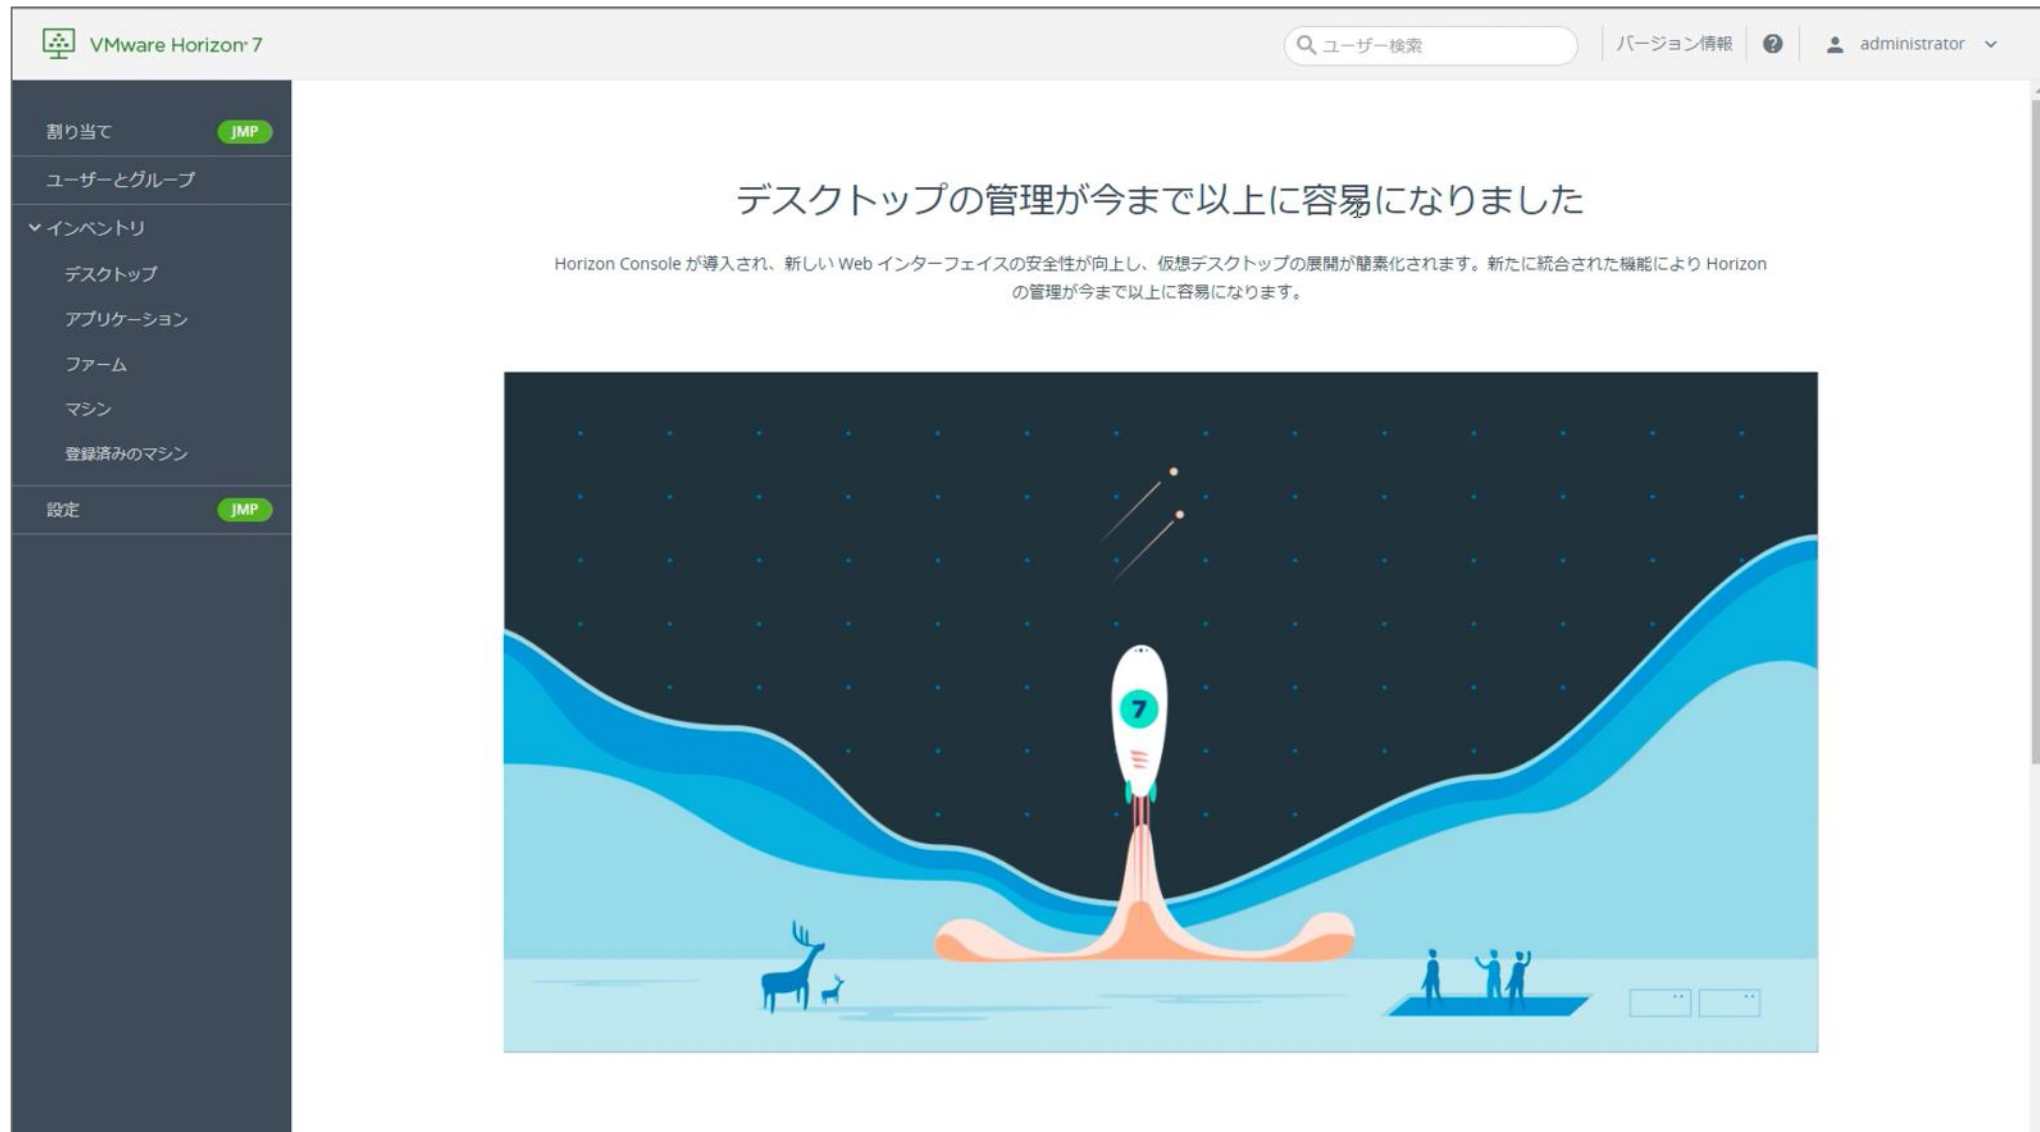 VMware Horizon® 7
ユーザー検索
バージョン情報
administrator
割り当て JMP
ユーザーとグループ
インベントリ
デスクトップ
アプリケーション
ファーム
マシン
登録済みのマシン
設定 JMP
デスクトップの管理が今まで以上に容易になりました
Horizon Console が導入され、新しい Web インターフェイスの安全性が向上し、仮想デスクトップの展開が簡素化されます。新たに統合された機能により Horizon
の管理が今まで以上に容易になります。
7